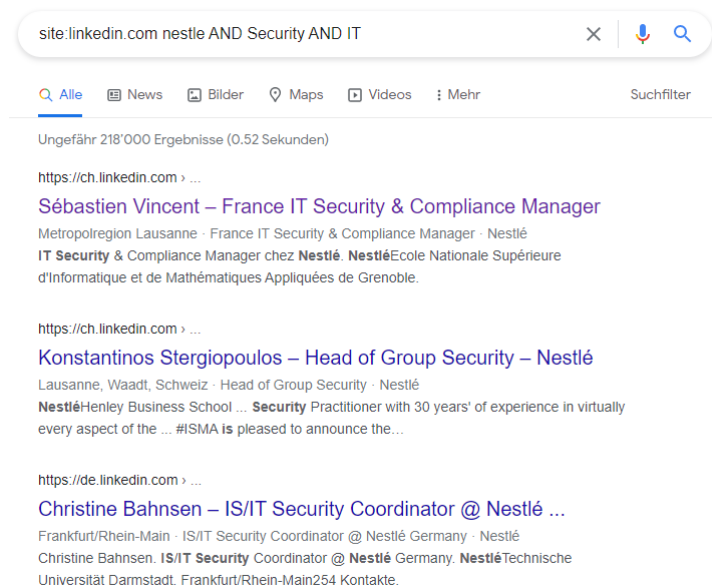 site:linkedin.com nestle AND Security AND IT
Alle News Bilder Maps Videos Mehr Suchfilter
Ungefähr 218'000 Ergebnisse (0.52 Sekunden)
https://ch.linkedin.com › ...
Sébastien Vincent – France IT Security & Compliance Manager
Metropolregion Lausanne · France IT Security & Compliance Manager · Nestlé
IT Security & Compliance Manager chez Nestlé. NestléEcole Nationale Supérieure
d'Informatique et de Mathématiques Appliquées de Grenoble.
https://ch.linkedin.com › ...
Konstantinos Stergiopoulos – Head of Group Security – Nestlé
Lausanne, Waadt, Schweiz · Head of Group Security · Nestlé
NestléHenley Business School ... Security Practitioner with 30 years' of experience in virtually
every aspect of the ... #ISMA is pleased to announce the…
https://de.linkedin.com › ...
Christine Bahnsen – IS/IT Security Coordinator @ Nestlé ...
Frankfurt/Rhein-Main · IS/IT Security Coordinator @ Nestlé Germany · Nestlé
Christine Bahnsen. IS/IT Security Coordinator @ Nestlé Germany. NestléTechnische
Universität Darmstadt. Frankfurt/Rhein-Main254 Kontakte.